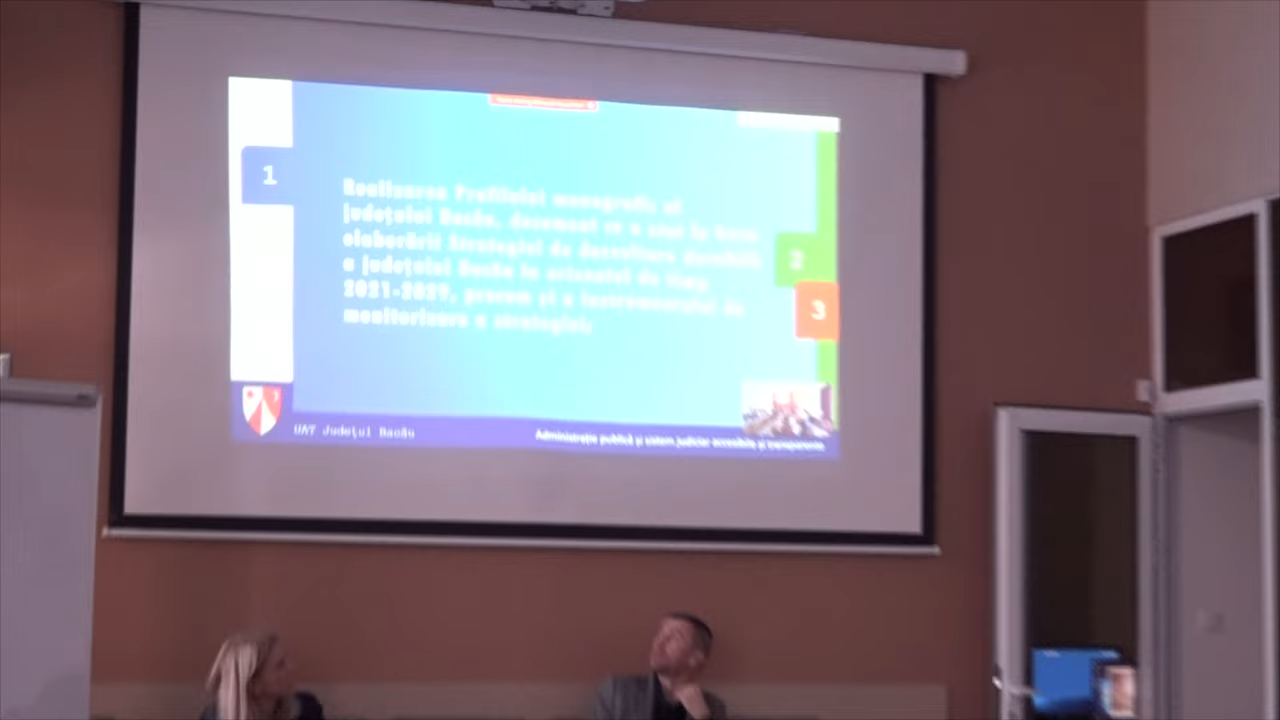 1
Realizarea Profilului monografic al
județului Bacău, document ce a stat la baza
elaborării Strategiei de dezvoltare durabilă
a județului Bacău în orizontul de timp
2021-2029, precum și a instrumentului de
monitorizare a strategiei;
2
3
UAT Județul Bacău
Administrație publică și sistem judiciar accesibile și transparente